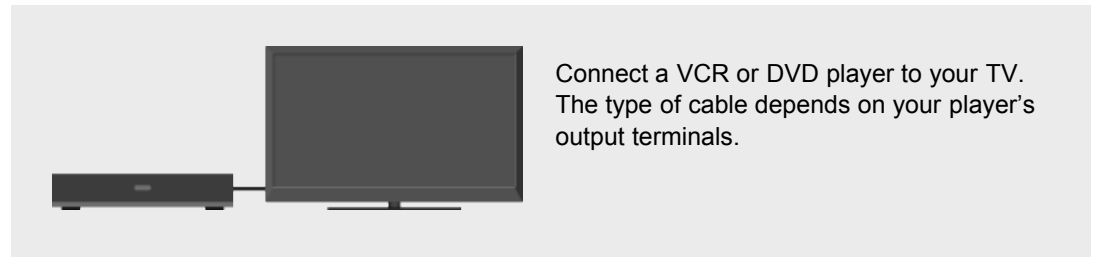 Connect a VCR or DVD player to your TV.
The type of cable depends on your player's
output terminals.